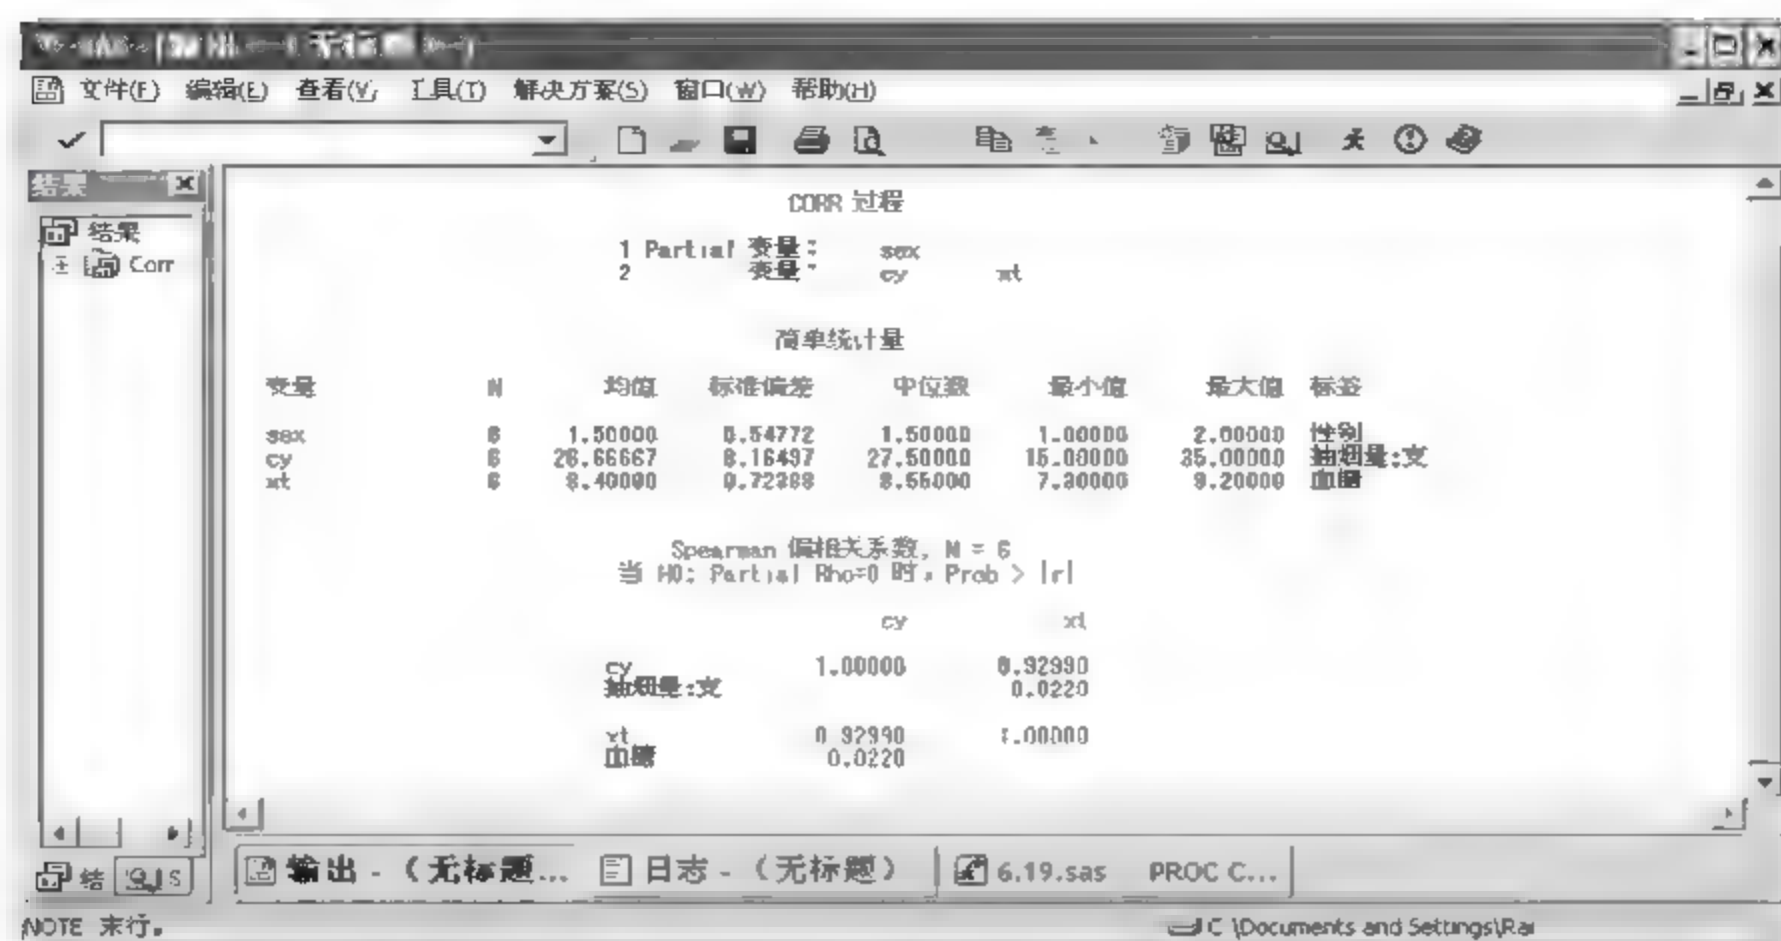 文件(F) 编辑(E) 查看(V) 工具(T) 解决方案(S) 窗口(W) 帮助(H)
结果
结果
Corr
CORR 过程
1 Partial 变量: sex
2 变量: cy xt
简单统计量
变量 N 均值 标准偏差 中位数 最小值 最大值 标签
sex 6 1.50000 0.54772 1.50000 1.00000 2.00000 性别
cy 6 26.66667 8.16497 27.50000 15.00000 35.00000 抽烟量:支
xt 6 8.40000 8.55000 7.30000 9.20000 血糖
Spearman 偏相关系数, N = 6
当 H0: Partial Rho=0 时, Prob > |r|
cy xt
cy 1.00000 0.92990
抽烟量:支 0.0220
xt 0.92990 1.00000
血糖 0.0220
结 S
输出 - (无标题... 日志 - (无标题) 6.19.sas PROC C...
NOTE 末行。 C \Documents and Settings\Rai